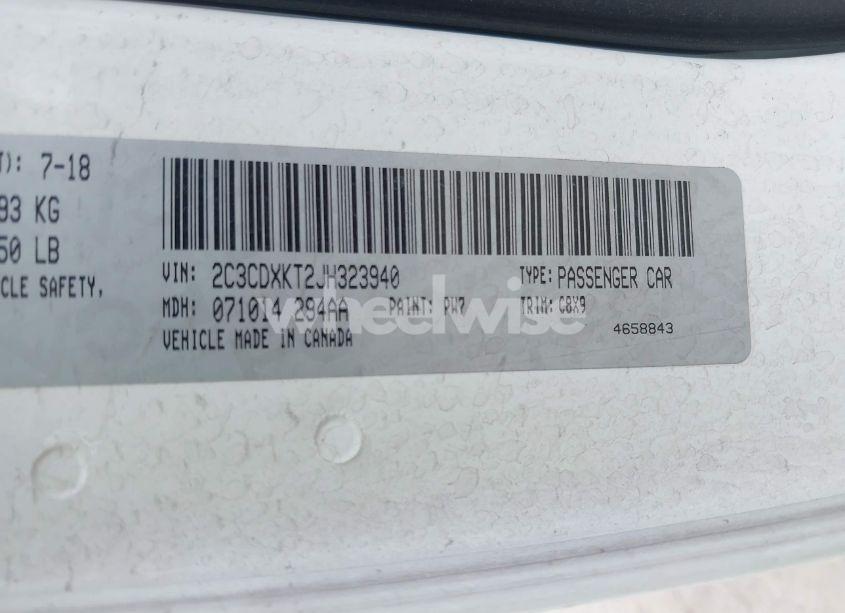 T): 7-18
93 KG
50 LB
CLE SAFETY,
VIN: 2C3CDXKT2JH323940 TYPE: PASSENGER CAR
MDH: 071014 294AA PAINT: PW7 TRIM: C8X9
VEHICLE MADE IN CANADA 4658843
wheelwise